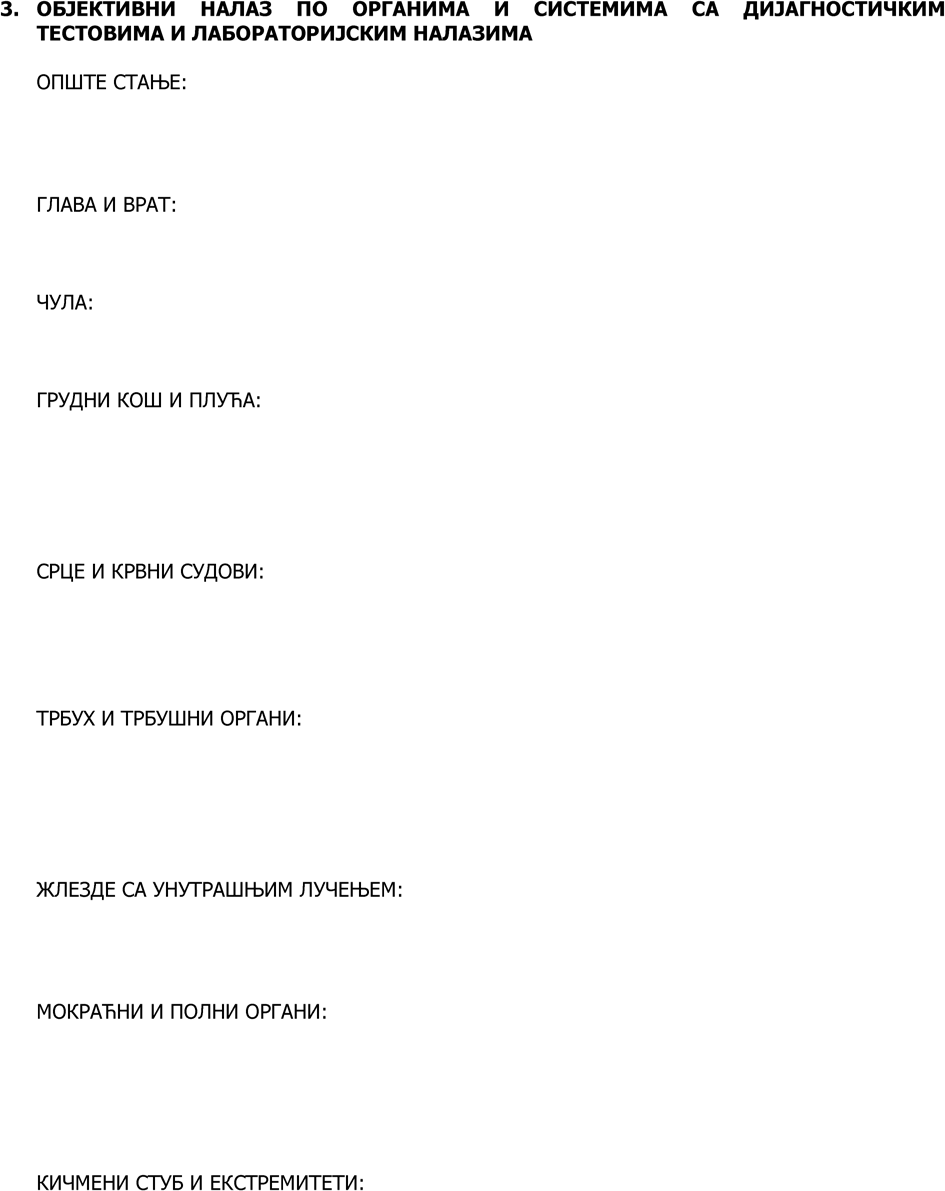 3. ОБЈЕКТИВНИ НАЛАЗ ПО ОРГАНИМА И СИСТЕМИМА СА ДИЈАГНОСТИЧКИМ
ТЕСТОВИМА И ЛАБОРАТОРИЈСКИМ НАЛАЗИМА
ОПШТЕ СТАЊЕ:
ГЛАВА И ВРАТ:
ЧУЛА:
ГРУДНИ КОШ И ПЛУЋА:
СРЦЕ И КРВНИ СУДОВИ:
ТРБУХ И ТРБУШНИ ОРГАНИ:
ЖЛЕЗДЕ СА УНУТРАШЊИМ ЛУЧЕЊЕМ:
МОКРАЋНИ И ПОЛНИ ОРГАНИ:
КИЧМЕНИ СТУБ И ЕКСТРЕМИТЕТИ: